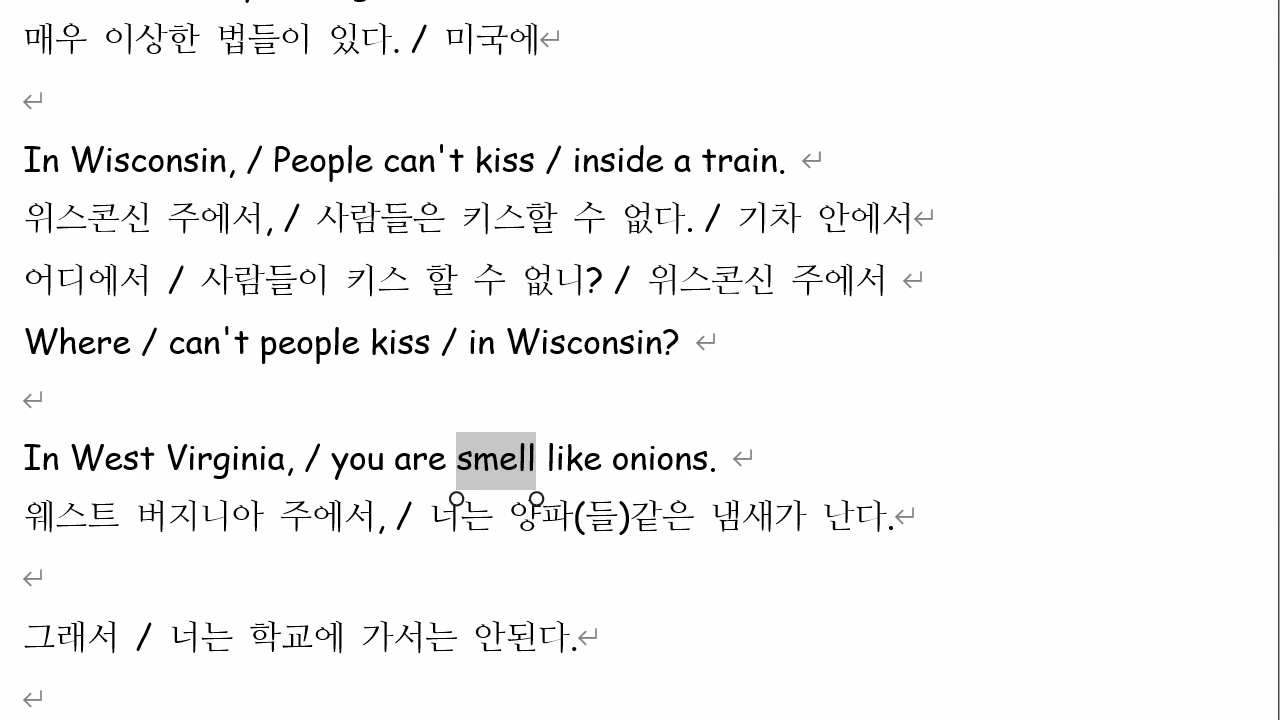 매우 이상한 법들이 있다. / 미국에
In Wisconsin, / People can't kiss / inside a train.
위스콘신 주에서, / 사람들은 키스할 수 없다. / 기차 안에서
어디에서 / 사람들이 키스 할 수 없니? / 위스콘신 주에서
Where / can't people kiss / in Wisconsin?
In West Virginia, / you are smell like onions.
웨스트 버지니아 주에서, / 너는 양파(들)같은 냄새가 난다.
그래서 / 너는 학교에 가서는 안된다.